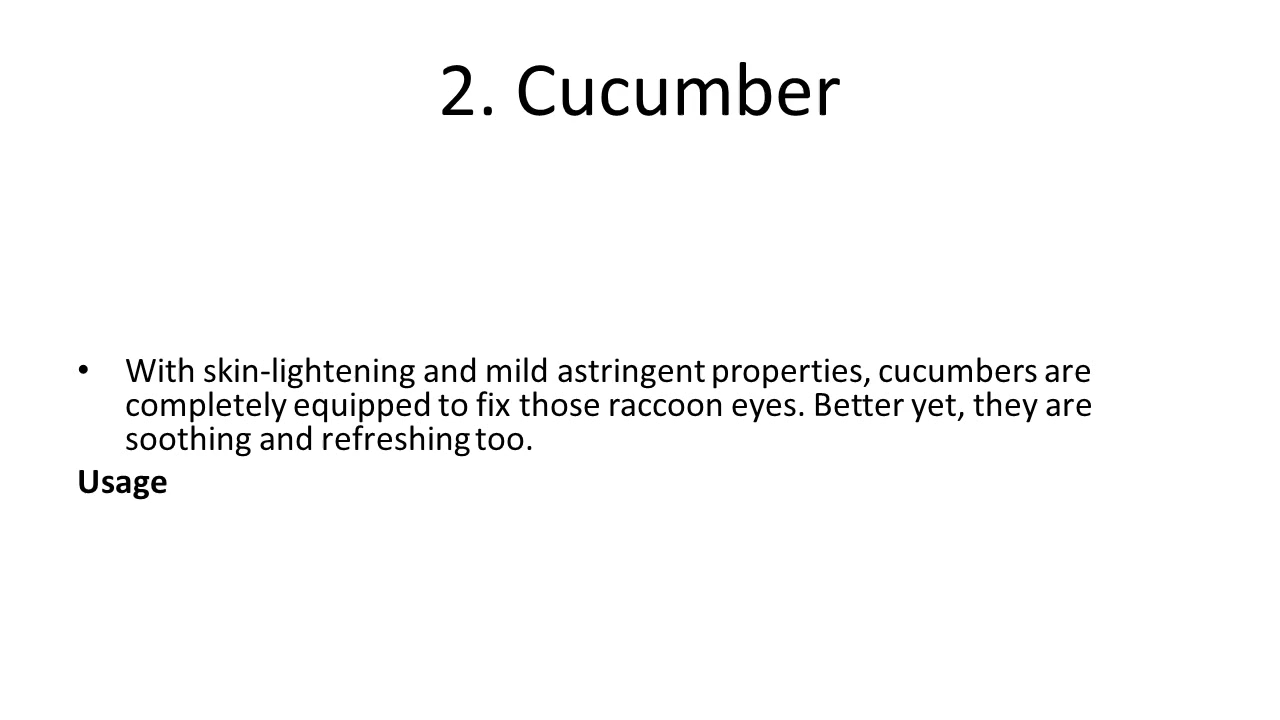 2. Cucumber
• With skin-lightening and mild astringent properties, cucumbers are
completely equipped to fix those raccoon eyes. Better yet, they are
soothing and refreshing too.
Usage